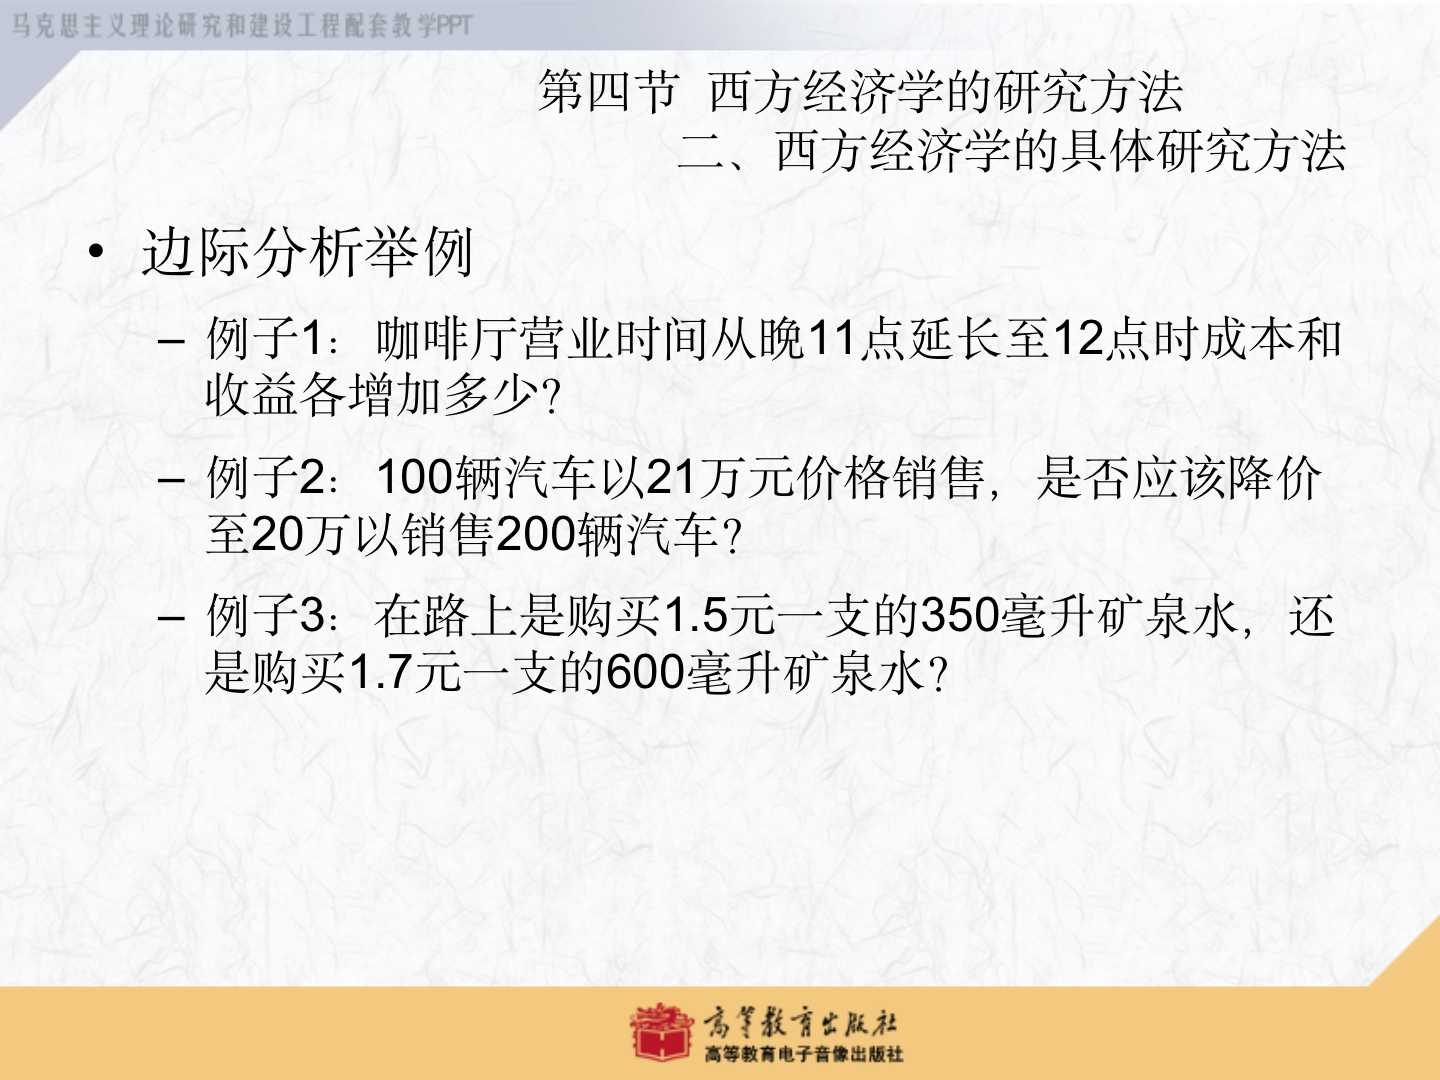 马克思主义理论研究和建设工程配套教学PPT
第四节 西方经济学的研究方法
二、西方经济学的具体研究方法
• 边际分析举例
– 例子1：咖啡厅营业时间从晚11点延长至12点时成本和
收益各增加多少？
– 例子2：100辆汽车以21万元价格销售，是否应该降价
至20万以销售200辆汽车？
– 例子3：在路上是购买1.5元一支的350毫升矿泉水，还
是购买1.7元一支的600毫升矿泉水？
高等教育出版社
高等教育电子音像出版社